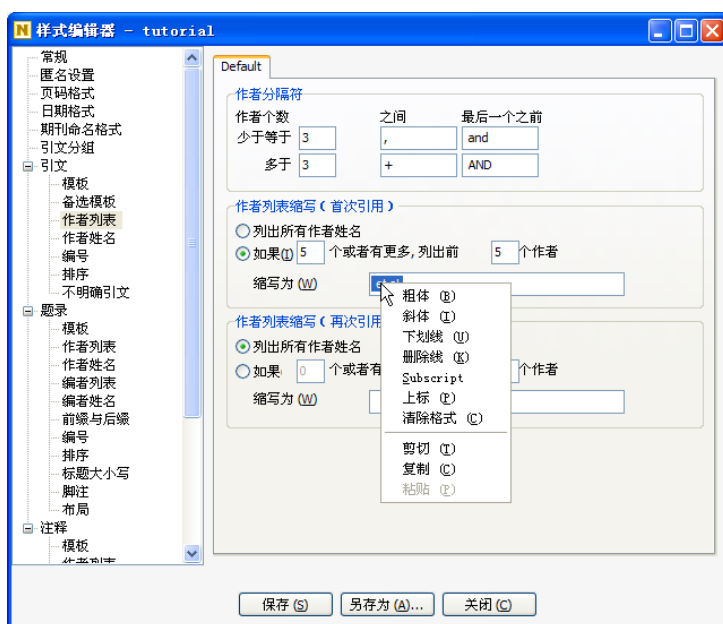 样式编辑器 - tutorial
常规
匿名设置
页码格式
日期格式
期刊命名格式
引文分组
引文
模板
备选模板
作者列表
作者姓名
编号
排序
不明确引文
题录
模板
作者列表
作者姓名
编者列表
编者姓名
前缀与后缀
编号
排序
标题大小写
脚注
布局
注释
模板
作者列表
Default
作者分隔符
作者个数 之间 最后一个之前
少于等于 3 , and
多于 3 + AND
作者列表缩写(首次引用)
列出所有作者姓名
如果(I) 5 个或者有更多,列出前 5 个作者
缩写为 (W)
作者列表缩写(再次引用
列出所有作者姓名
如果 0 个或者有 个作者
缩写为 (W)
粗体 (B)
斜体 (I)
下划线 (U)
删除线 (K)
Subscript
上标 (P)
清除格式 (C)
剪切 (T)
复制 (C)
粘贴 (P)
保存 (S) 另存为 (A)... 关闭 (C)